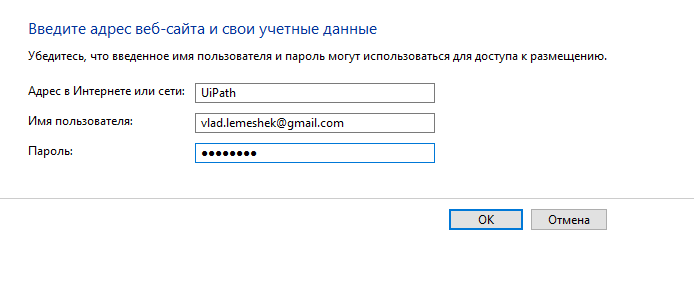 Введите адрес веб-сайта и свои учетные данные
Убедитесь, что введенное имя пользователя и пароль могут использоваться для доступа к размещению.
Адрес в Интернете или сети: UiPath
Имя пользователя: vlad.lemeshek@gmail.com
Пароль: ●●●●●●●●
ОК Отмена